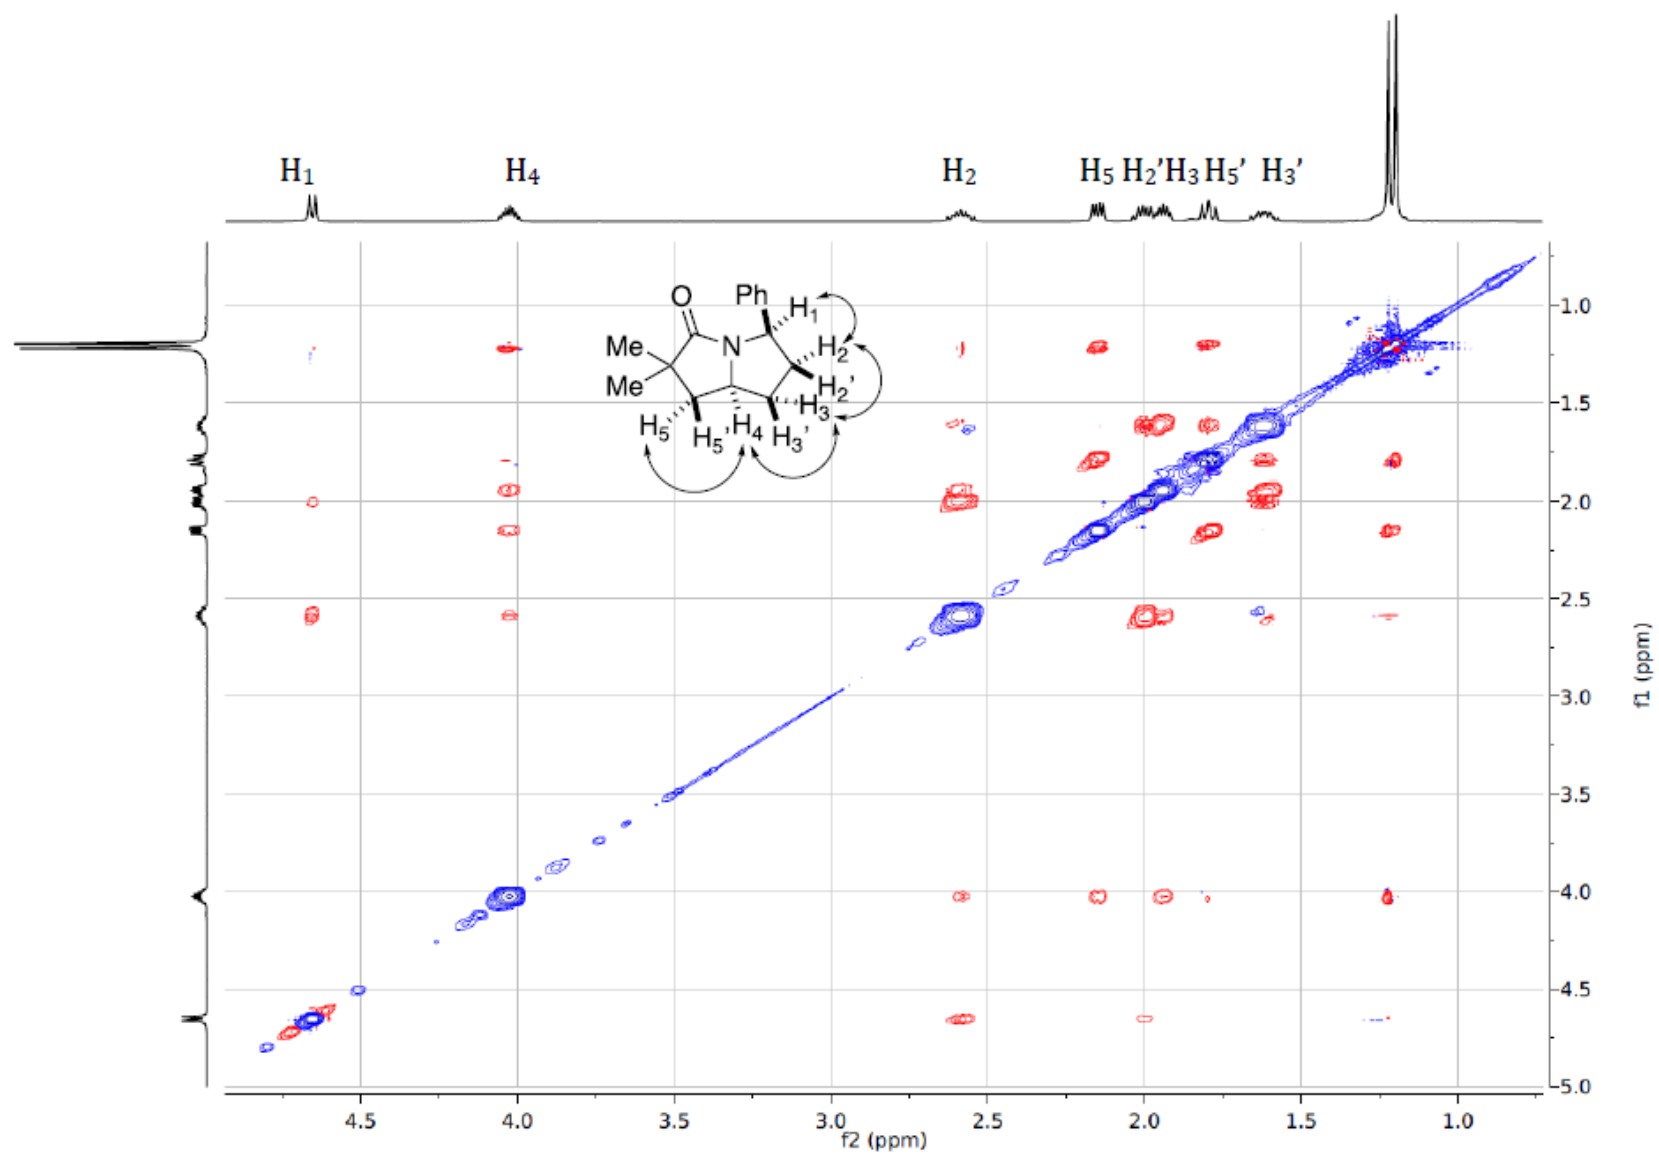 H₁ H₄ H₂ H₅ H₂’ H₃ H₅’ H₃’
O Ph H₁
Me N H₂
Me H₂'
H₃
H₅ H₅' H₄ H₃'
1.0
1.5
2.0
2.5
3.0
3.5
4.0
4.5
5.0
f1 (ppm)
4.5 4.0 3.5 3.0 2.5 2.0 1.5 1.0
f2 (ppm)